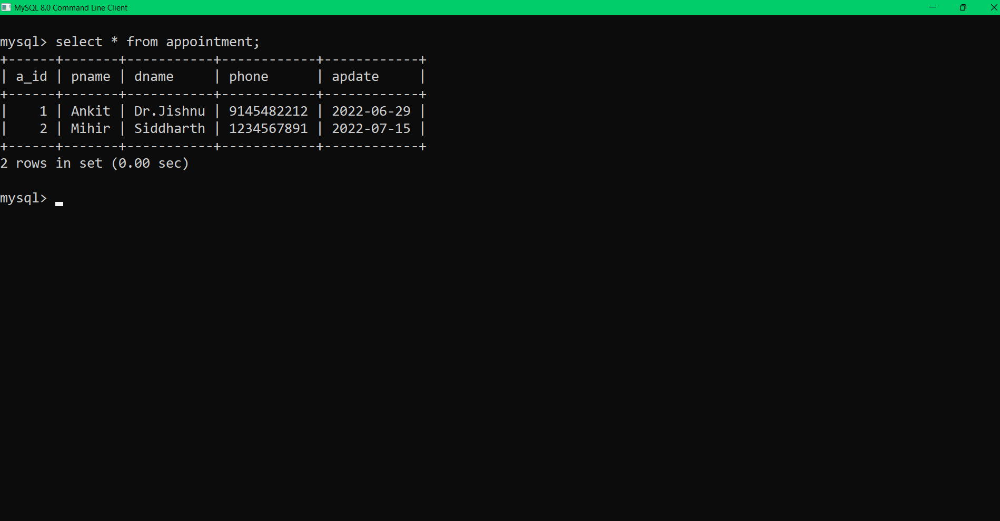 MySQL 8.0 Command Line Client
mysql> select * from appointment;
+------+-------+-----------+------------+------------+
| a_id | pname | dname     | phone      | apdate     |
+------+-------+-----------+------------+------------+
|    1 | Ankit | Dr.Jishnu | 9145482212 | 2022-06-29 |
|    2 | Mihir | Siddharth | 1234567891 | 2022-07-15 |
+------+-------+-----------+------------+------------+
2 rows in set (0.00 sec)
mysql>